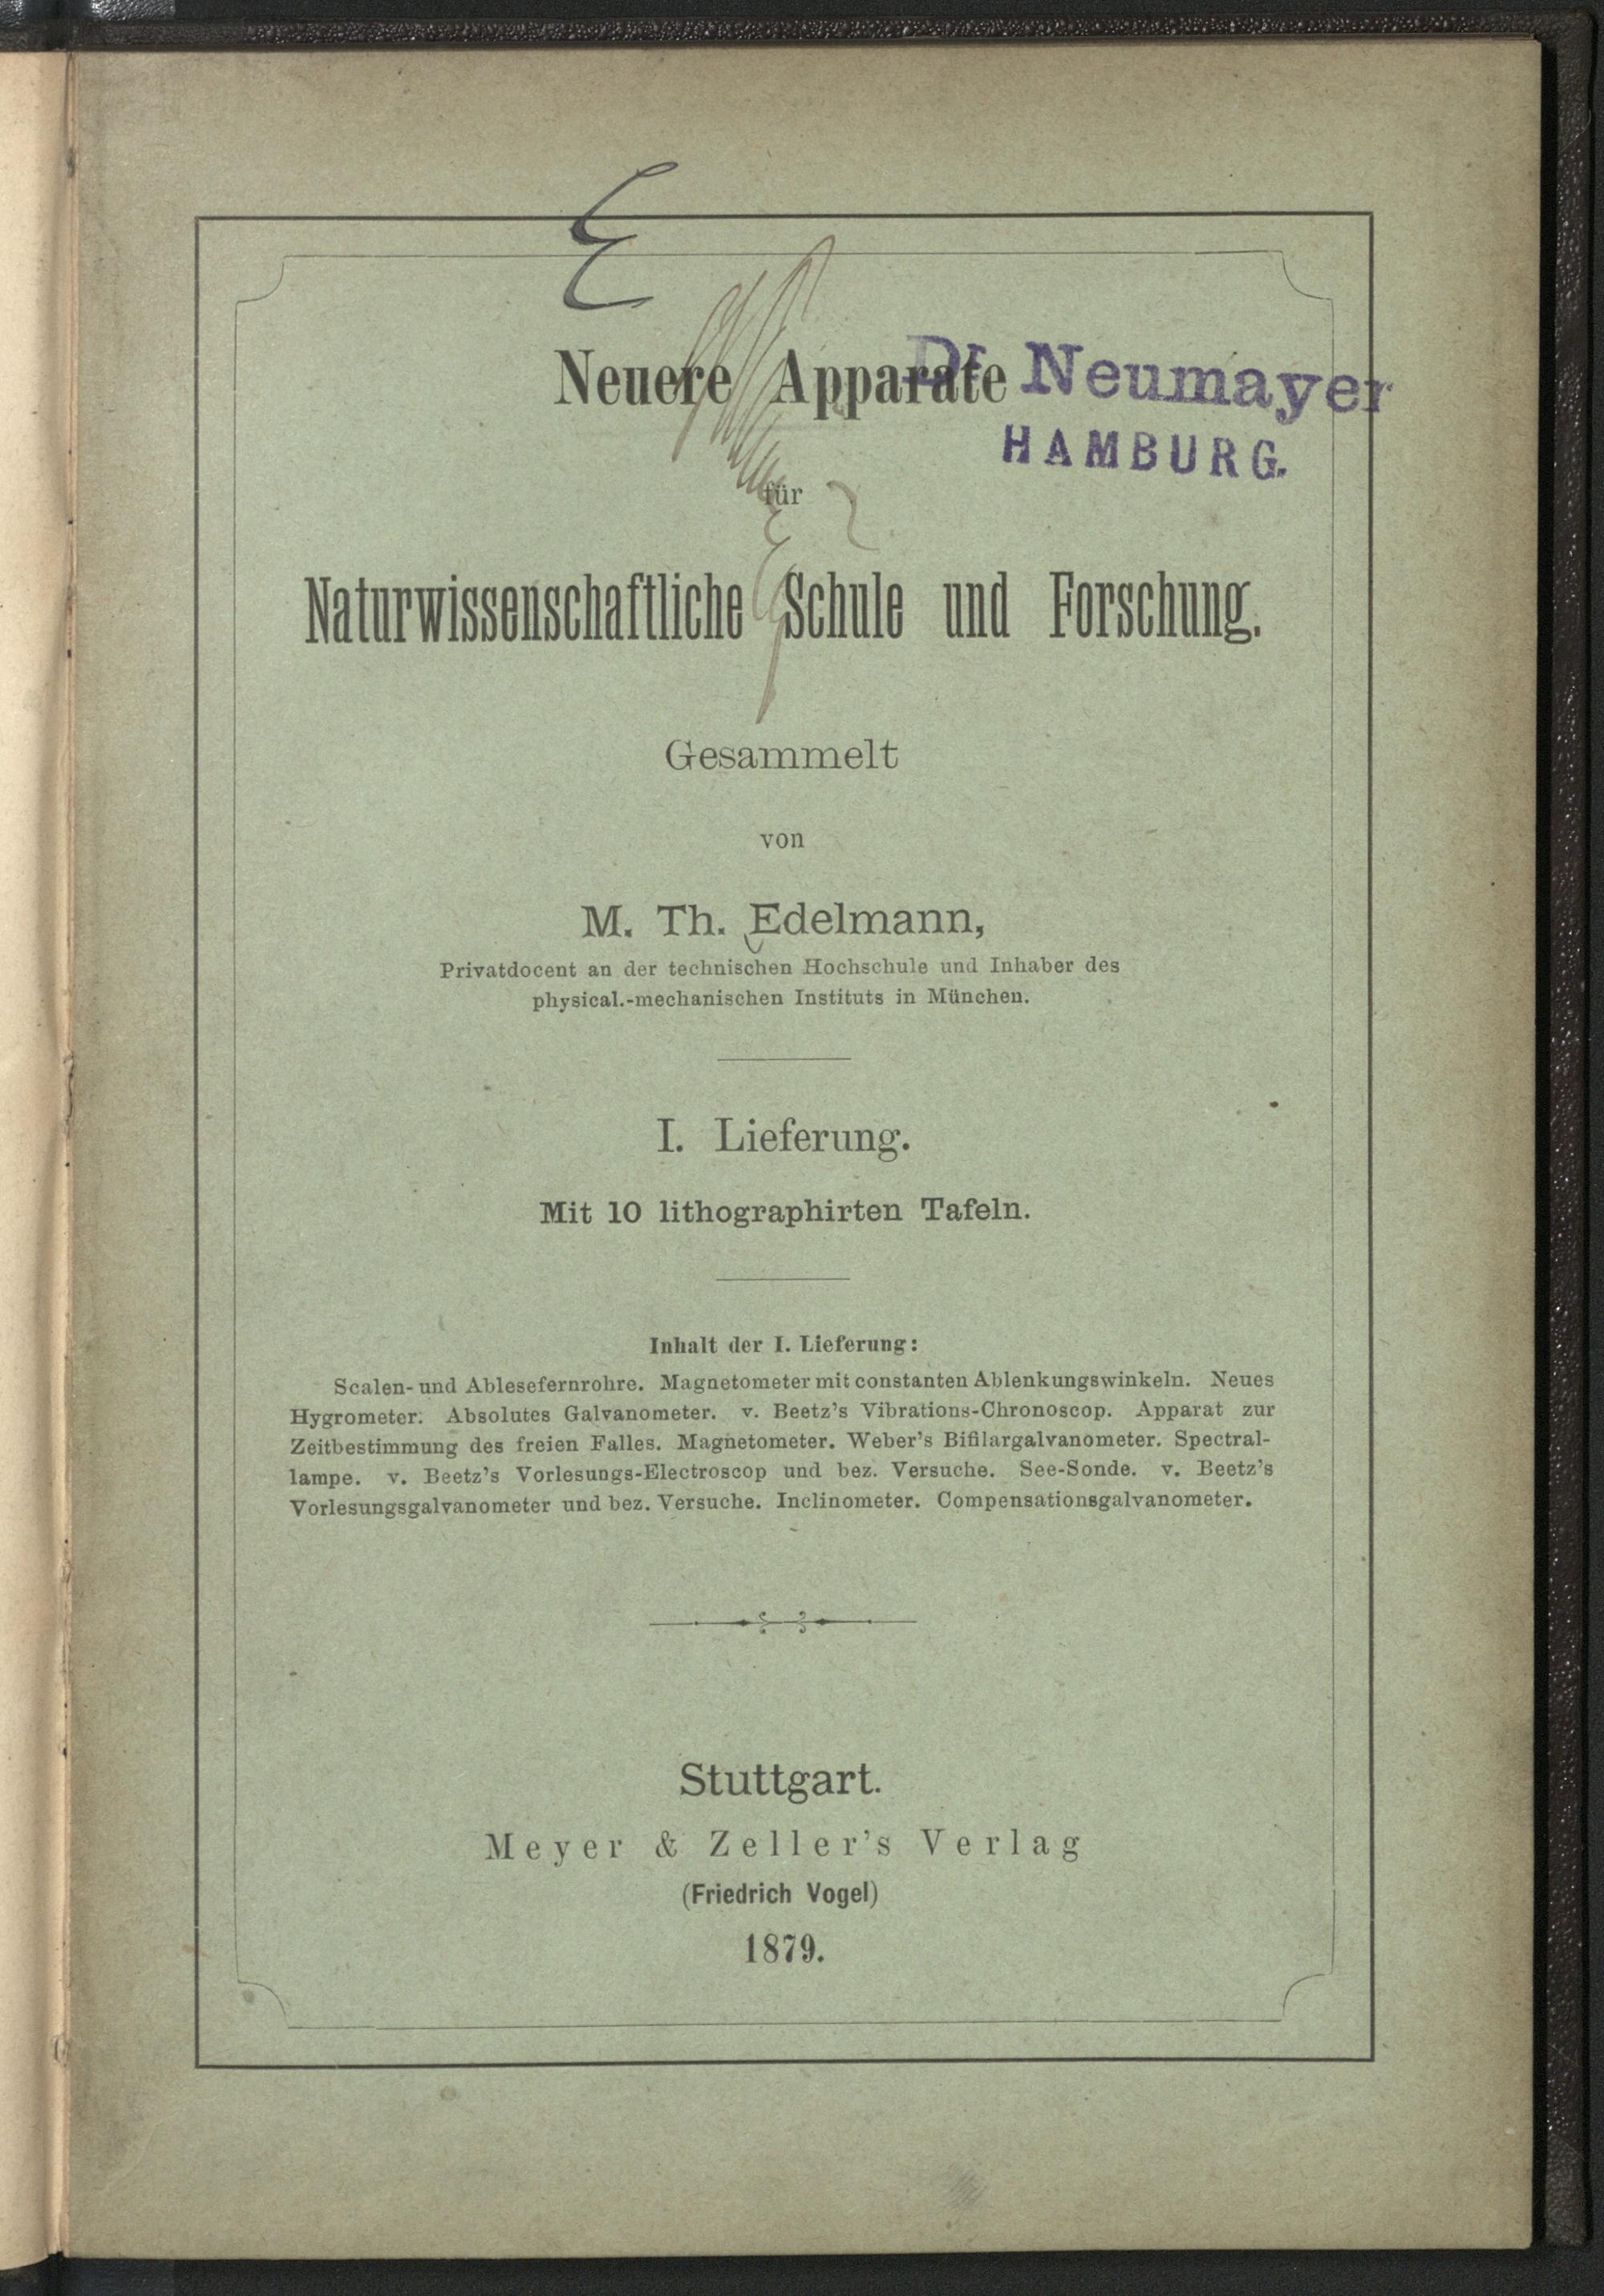 E
Neuere Apparate
Dr Neumayer
HAMBURG.
für
Naturwissenschaftliche Schule und Forschung.
Gesammelt
von
M. Th. Edelmann,
Privatdocent an der technischen Hochschule und Inhaber des
physical.-mechanischen Instituts in München.
I. Lieferung.
Mit 10 lithographirten Tafeln.
Inhalt der I. Lieferung:
Scalen- und Ablesefernrohre. Magnetometer mit constanten Ablenkungswinkeln. Neues
Hygrometer. Absolutes Galvanometer. v. Beetz's Vibrations-Chronoscop. Apparat zur
Zeitbestimmung des freien Falles. Magnetometer. Weber's Bifilargalvanometer. Spectral-
lampe. v. Beetz's Vorlesungs-Electroscop und bez. Versuche. See-Sonde. v. Beetz's
Vorlesungsgalvanometer und bez. Versuche. Inclinometer. Compensationsgalvanometer.
Stuttgart.
Meyer & Zeller's Verlag
(Friedrich Vogel)
1879.